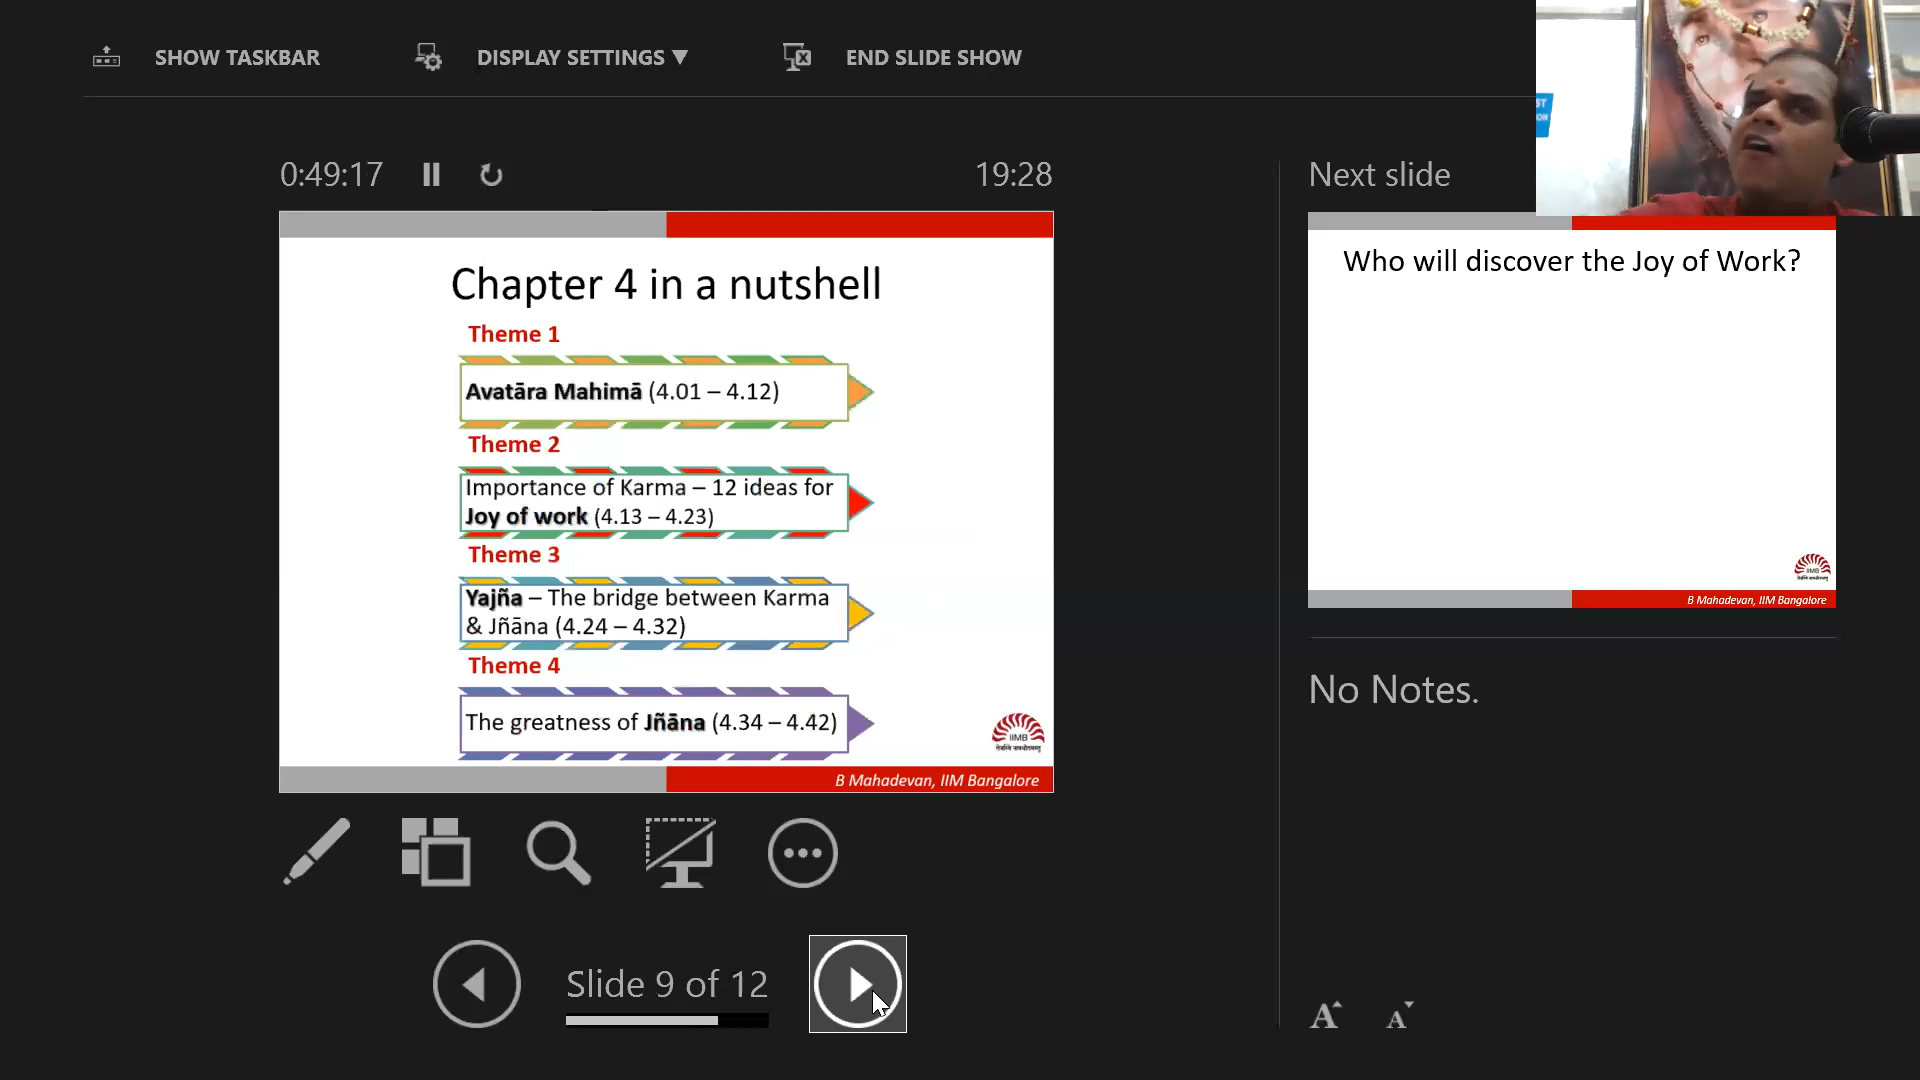 SHOW TASKBAR
DISPLAY SETTINGS ▼
END SLIDE SHOW
ST
ON
0:49:17
19:28
Next slide
Chapter 4 in a nutshell
Theme 1
Avatāra Mahimā (4.01 – 4.12)
Theme 2
Importance of Karma – 12 ideas for
Joy of work (4.13 – 4.23)
Theme 3
Yajña – The bridge between Karma
& Jñāna (4.24 – 4.32)
Theme 4
The greatness of Jñāna (4.34 – 4.42)
IIMB
B Mahadevan, IIM Bangalore
Who will discover the Joy of Work?
IIMB
B Mahadevan, IIM Bangalore
No Notes.
Slide 9 of 12
A A